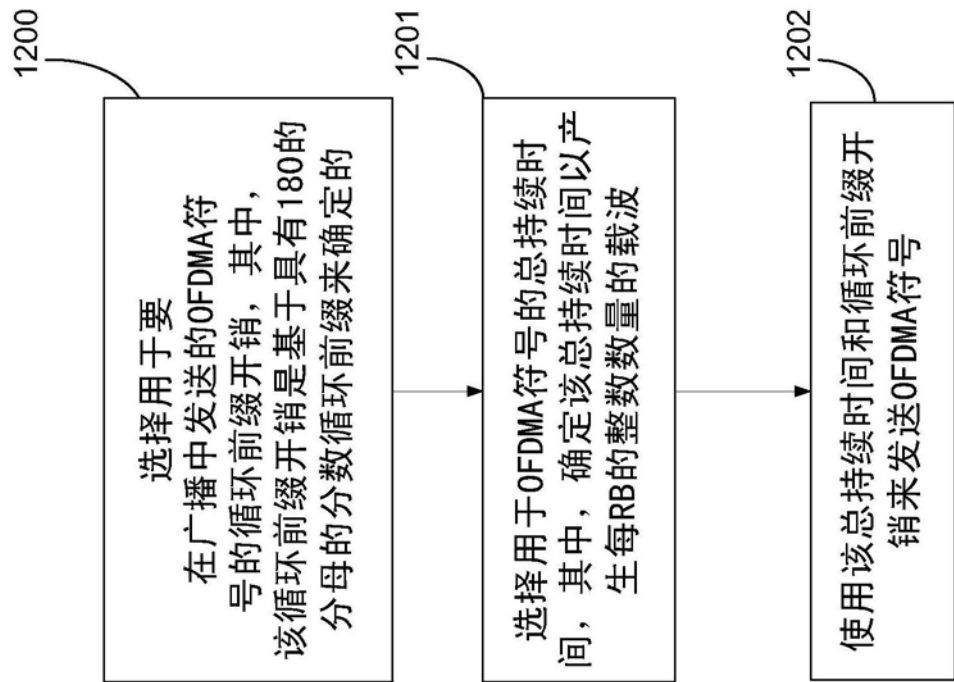 1200
选择用于要
在广播中发送的OFDMA符
号的循环前缀开销，其中，
该循环前缀开销是基于具有180的
分母的分数循环前缀来确定的
1201
选择用于OFDMA符号的总持续时
间，其中，确定该总持续时间以产
生每RB的整数数量的载波
1202
使用该总持续时间和循环前缀开
销来发送OFDMA符号